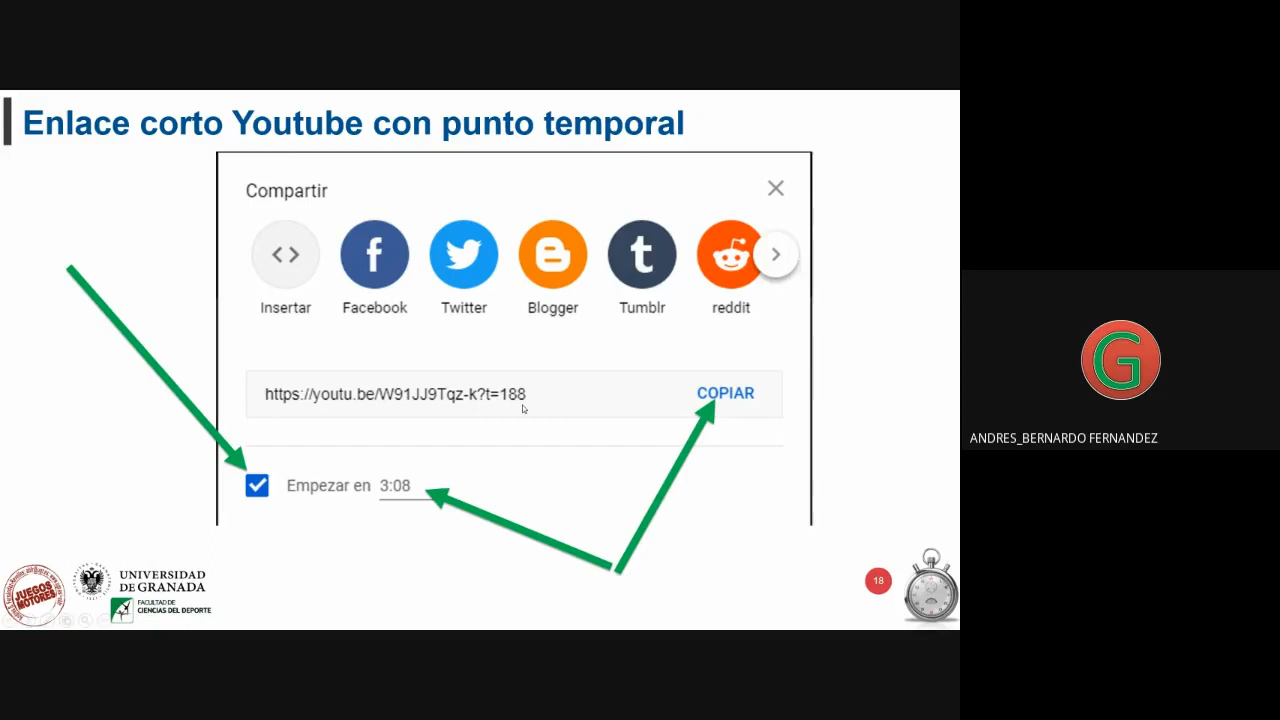 Enlace corto Youtube con punto temporal
Compartir
Insertar
Facebook
Twitter
Blogger
Tumblr
reddit
https://youtu.be/W91JJ9Tqz-k?t=188
COPIAR
Empezar en 3:08
JUEGOS
MOTORES
UNIVERSIDAD
DE GRANADA
FACULTAD DE
CIENCIAS DEL DEPORTE
18
G
ANDRES_BERNARDO FERNANDEZ